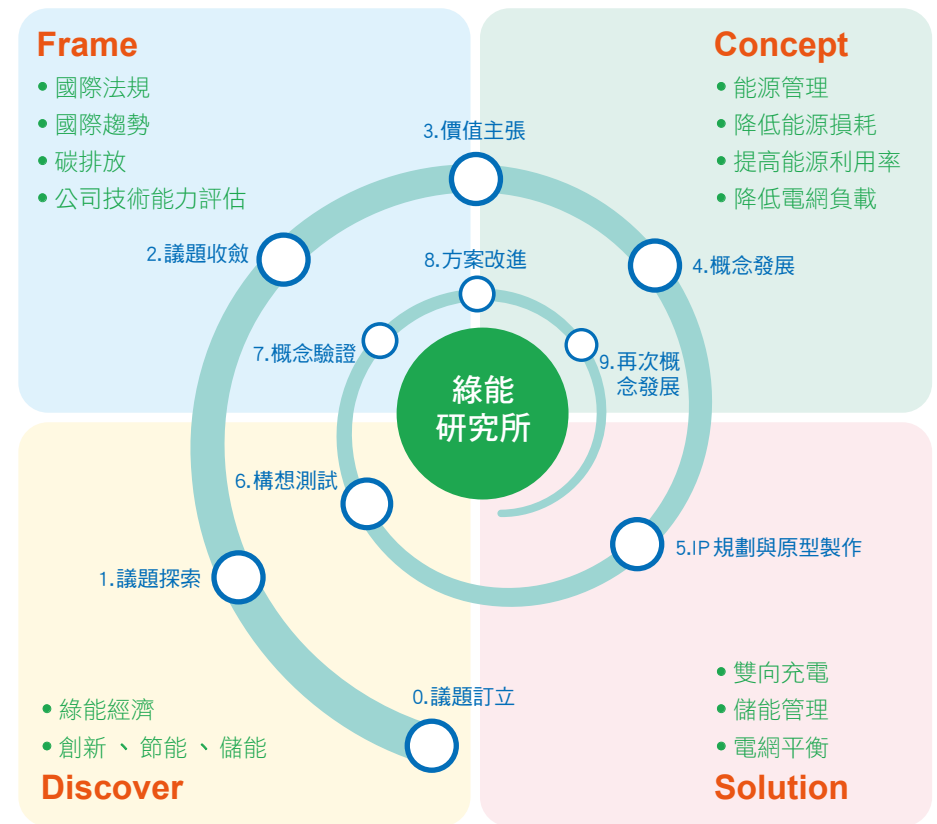 Frame
• 國際法規
• 國際趨勢
• 碳排放
• 公司技術能力評估
Concept
• 能源管理
• 降低能源損耗
• 提高能源利用率
• 降低電網負載
3.價值主張
2.議題收斂
8.方案改進
4.概念發展
7.概念驗證
9.再次概
念發展
綠能
研究所
6.構想測試
5.IP規劃與原型製作
1.議題探索
0.議題訂立
• 綠能經濟
• 創新、節能、儲能
Discover
• 雙向充電
• 儲能管理
• 電網平衡
Solution